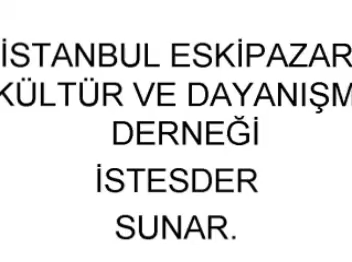 İSTANBUL ESKİPAZAR
KÜLTÜR VE DAYANIŞM
DERNEĞİ
İSTESDER
SUNAR.